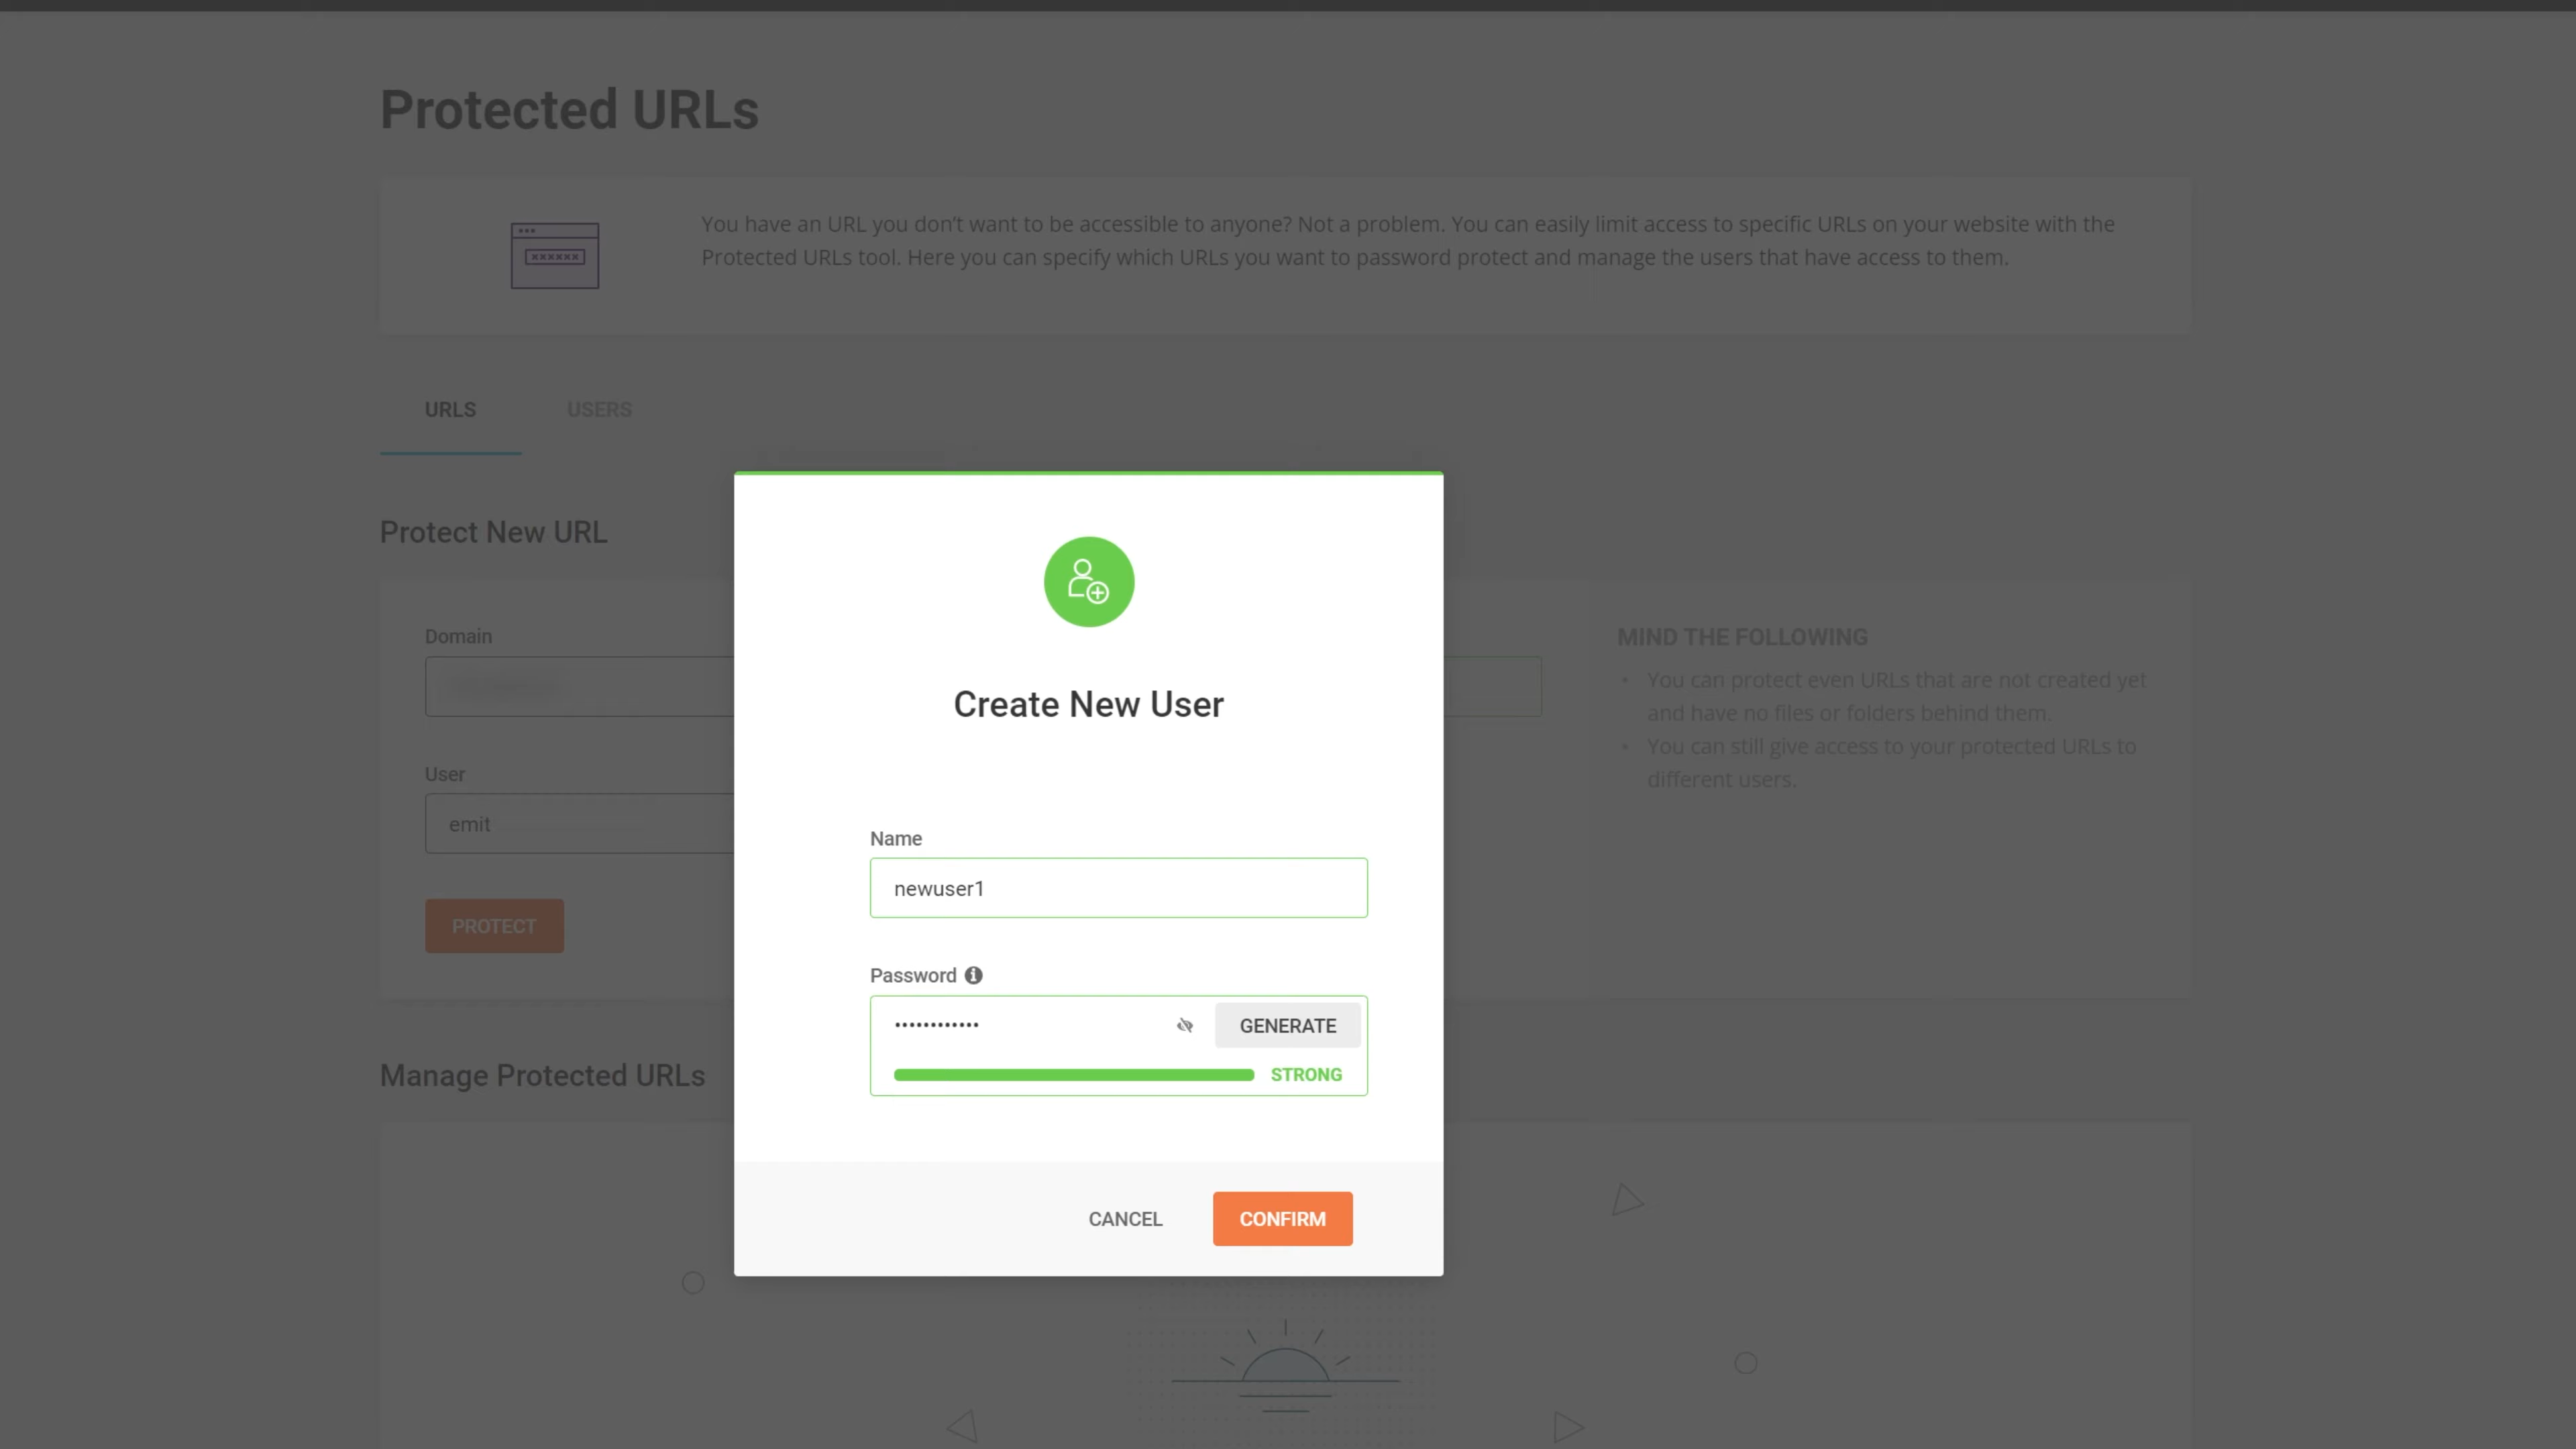 Protected URLs
××××××
You have an URL you don't want to be accessible to anyone? Not a problem. You can easily limit access to specific URLs on your website with the
Protected URLs tool. Here you can specify which URLs you want to password protect and manage the users that have access to them.
URLS
USERS
Protect New URL
Domain
User
emit
PROTECT
MIND THE FOLLOWING
• You can protect even URLs that are not created yet
and have no files or folders behind them.
• You can still give access to your protected URLs to
different users.
Create New User
Name
newuser1
Password
••••••••••••
GENERATE
STRONG
CANCEL
CONFIRM
Manage Protected URLs